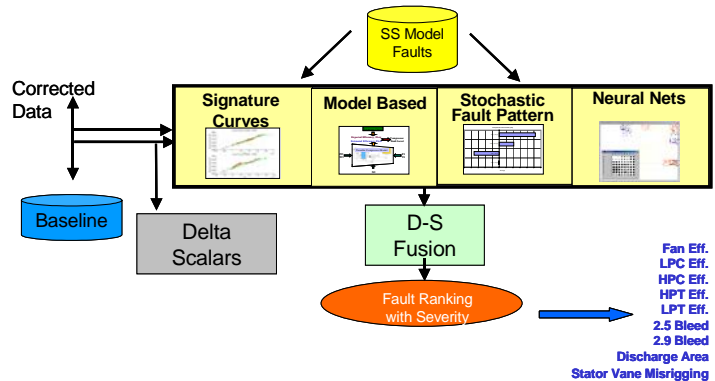 SS Model
Faults
Corrected
Data
Signature
Curves
Model Based
Stochastic
Fault Pattern
Neural Nets
Baseline
Delta
Scalars
D-S
Fusion
Fault Ranking
with Severity
Fan Eff.
LPC Eff.
HPC Eff.
HPT Eff.
LPT Eff.
2.5 Bleed
2.9 Bleed
Discharge Area
Stator Vane Misrigging